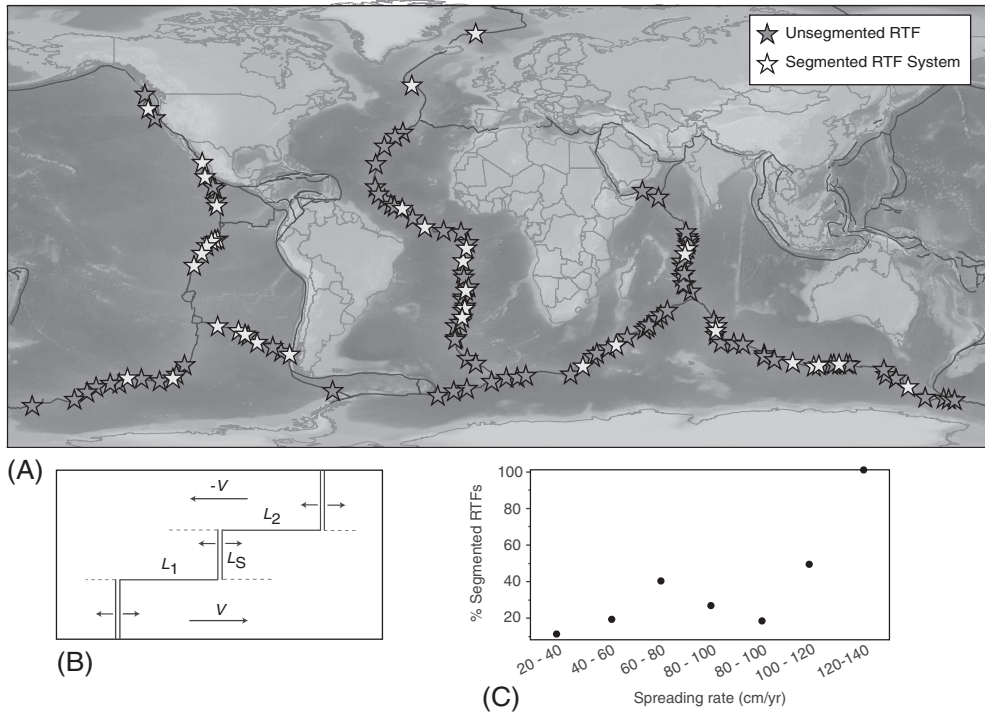 Unsegmented RTF
Segmented RTF System
(A)
-V
L2
L1
LS
V
(B)
% Segmented RTFs
100
80
60
40
20
20 - 40
40 - 60
60 - 80
80 - 100
80 - 100
100 - 120
120-140
Spreading rate (cm/yr)
(C)